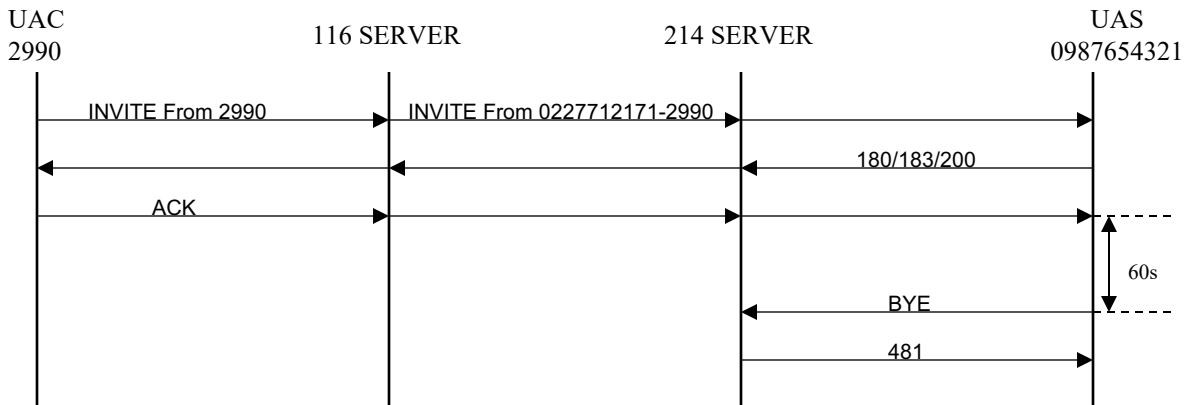 UAC
2990
116 SERVER
214 SERVER
UAS
0987654321
INVITE From 2990
INVITE From 0227712171-2990
180/183/200
ACK
60s
BYE
481